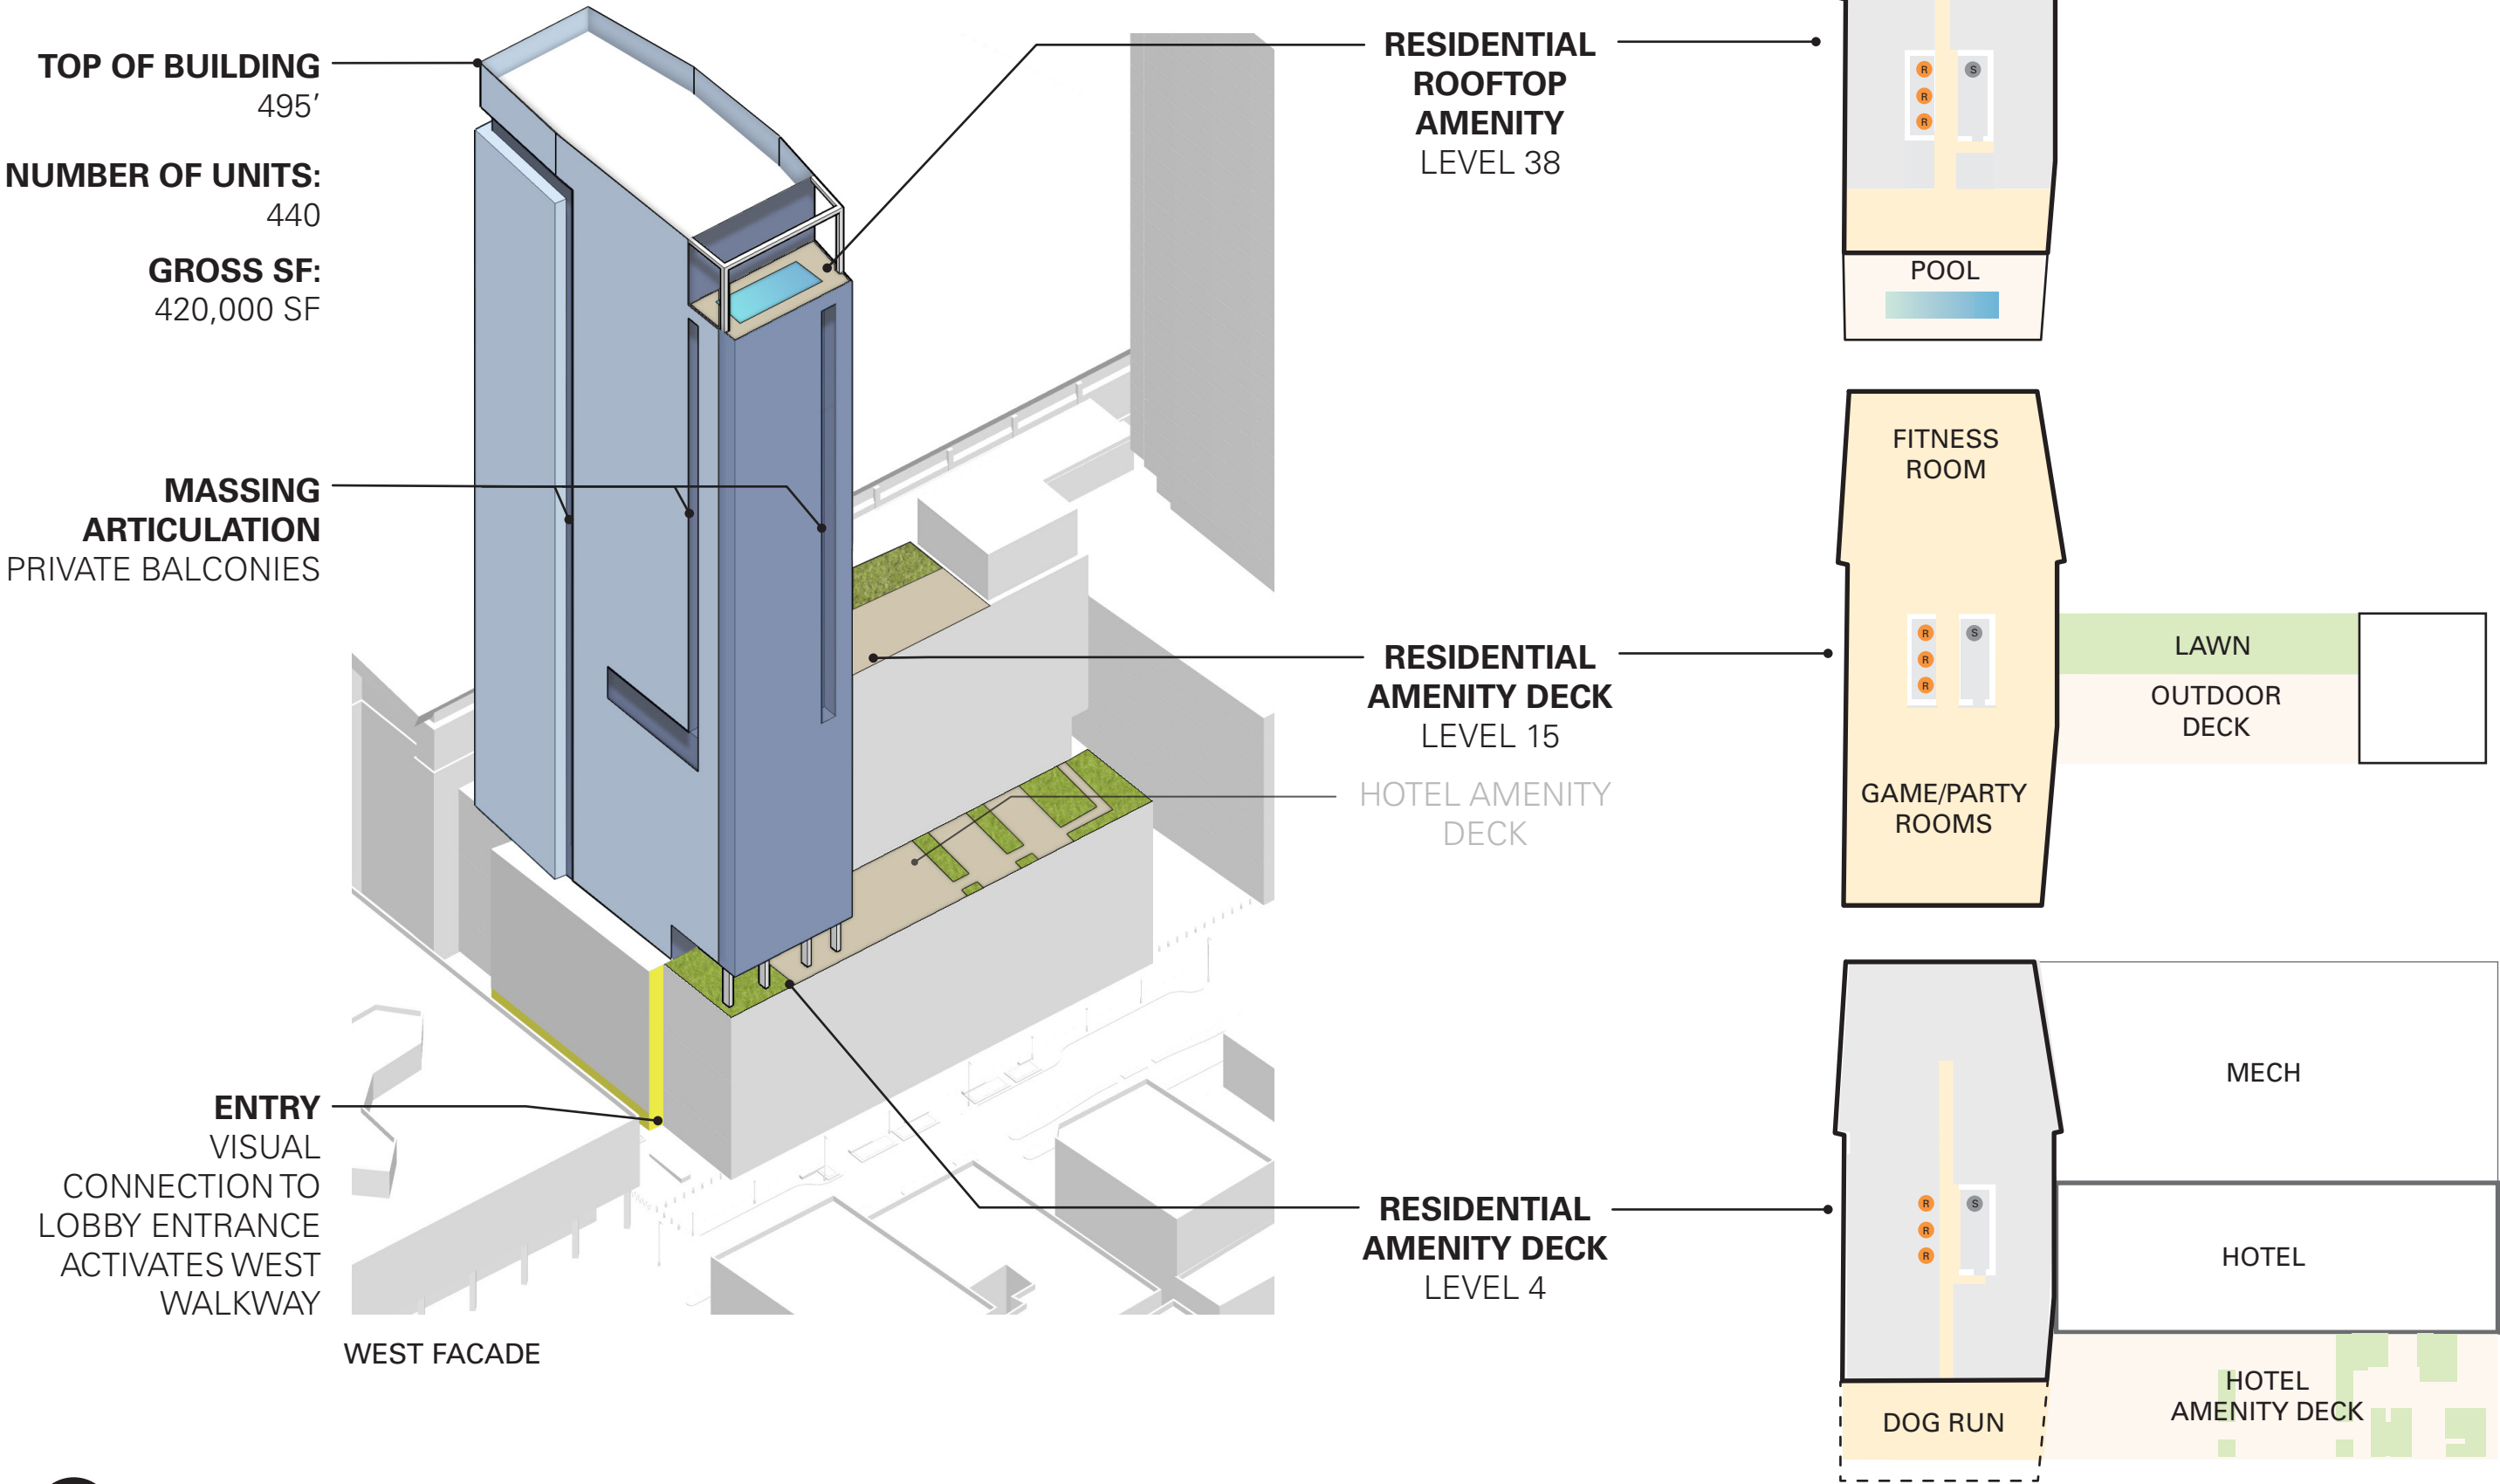 TOP OF BUILDING
495’
NUMBER OF UNITS:
440
GROSS SF:
420,000 SF
MASSING
ARTICULATION
PRIVATE BALCONIES
ENTRY
VISUAL
CONNECTION TO
LOBBY ENTRANCE
ACTIVATES WEST
WALKWAY
WEST FACADE
RESIDENTIAL
ROOFTOP
AMENITY
LEVEL 38
RESIDENTIAL
AMENITY DECK
LEVEL 15
HOTEL AMENITY
DECK
RESIDENTIAL
AMENITY DECK
LEVEL 4
R
S
R
R
POOL
FITNESS
ROOM
R
S
R
R
LAWN
OUTDOOR
DECK
GAME/PARTY
ROOMS
MECH
R
S
R
R
HOTEL
HOTEL
AMENITY DECK
DOG RUN